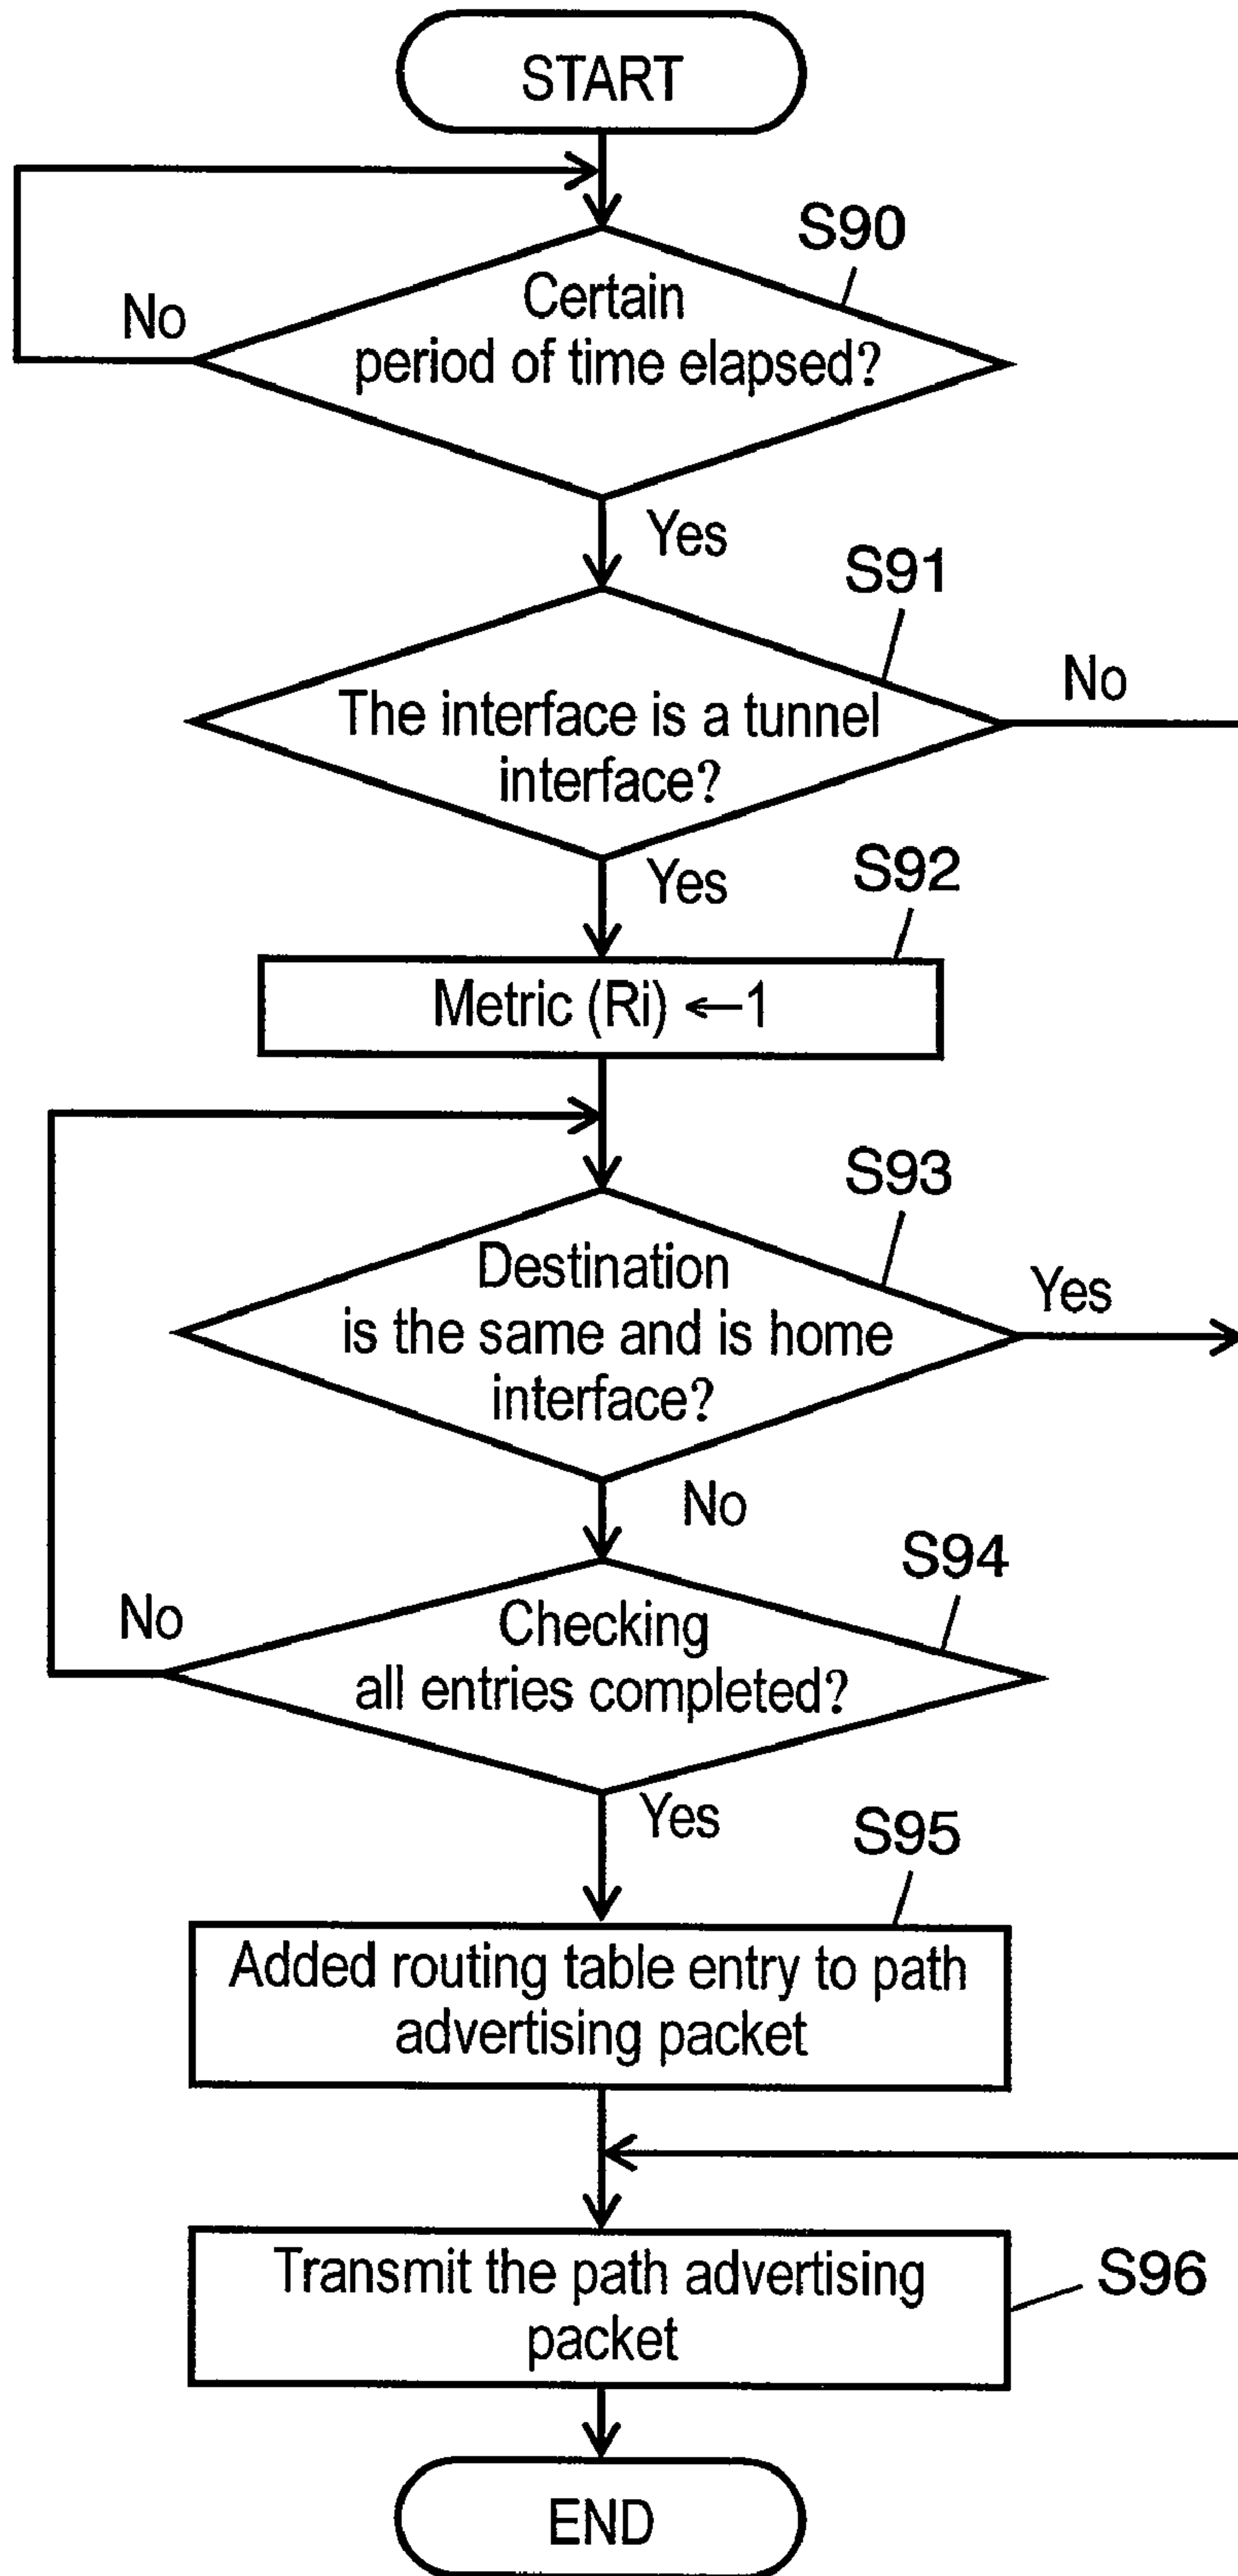 START
S90
Certain
period of time elapsed?
No
Yes
S91
The interface is a tunnel
interface?
No
Yes
S92
Metric (Ri) ←1
S93
Destination
is the same and is home
interface?
Yes
No
S94
Checking
all entries completed?
No
Yes
S95
Added routing table entry to path
advertising packet
Transmit the path advertising
packet
S96
END